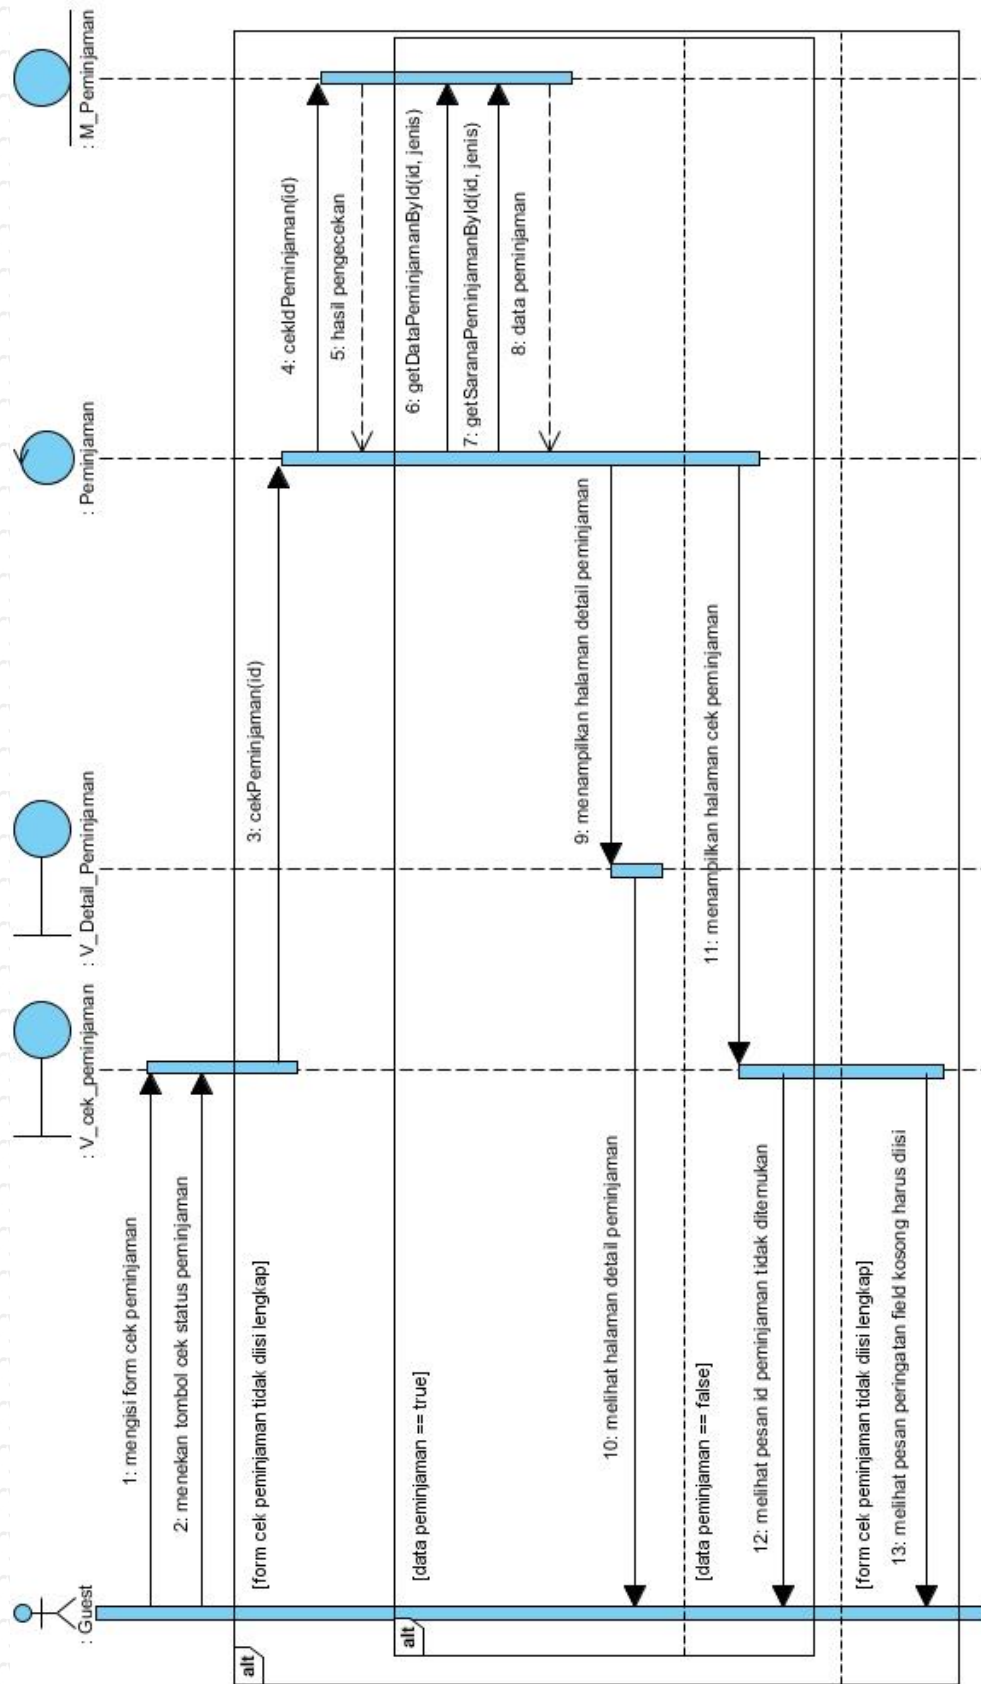 : Guest
: V_cek_peminjaman
: V_Detail_Peminjaman
: Peminjaman
: M_Peminjaman
1: mengisi form cek peminjaman
2: menekan tombol cek status peminjaman
alt
[form cek peminjaman tidak diisi lengkap]
3: cekPeminjaman(id)
4: cekIdPeminjaman(id)
5: hasil pengecekan
alt
[data peminjaman == true]
6: getDataPeminjamanById(id, jenis)
7: getSaranaPeminjamanById(id, jenis)
8: data peminjaman
9: menampilkan halaman detail peminjaman
10: melihat halaman detail peminjaman
[data peminjaman == false]
11: menampilkan halaman cek peminjaman
12: melihat pesan id peminjaman tidak ditemukan
[form cek peminjaman tidak diisi lengkap]
13: melihat pesan peringatan field kosong harus diisi